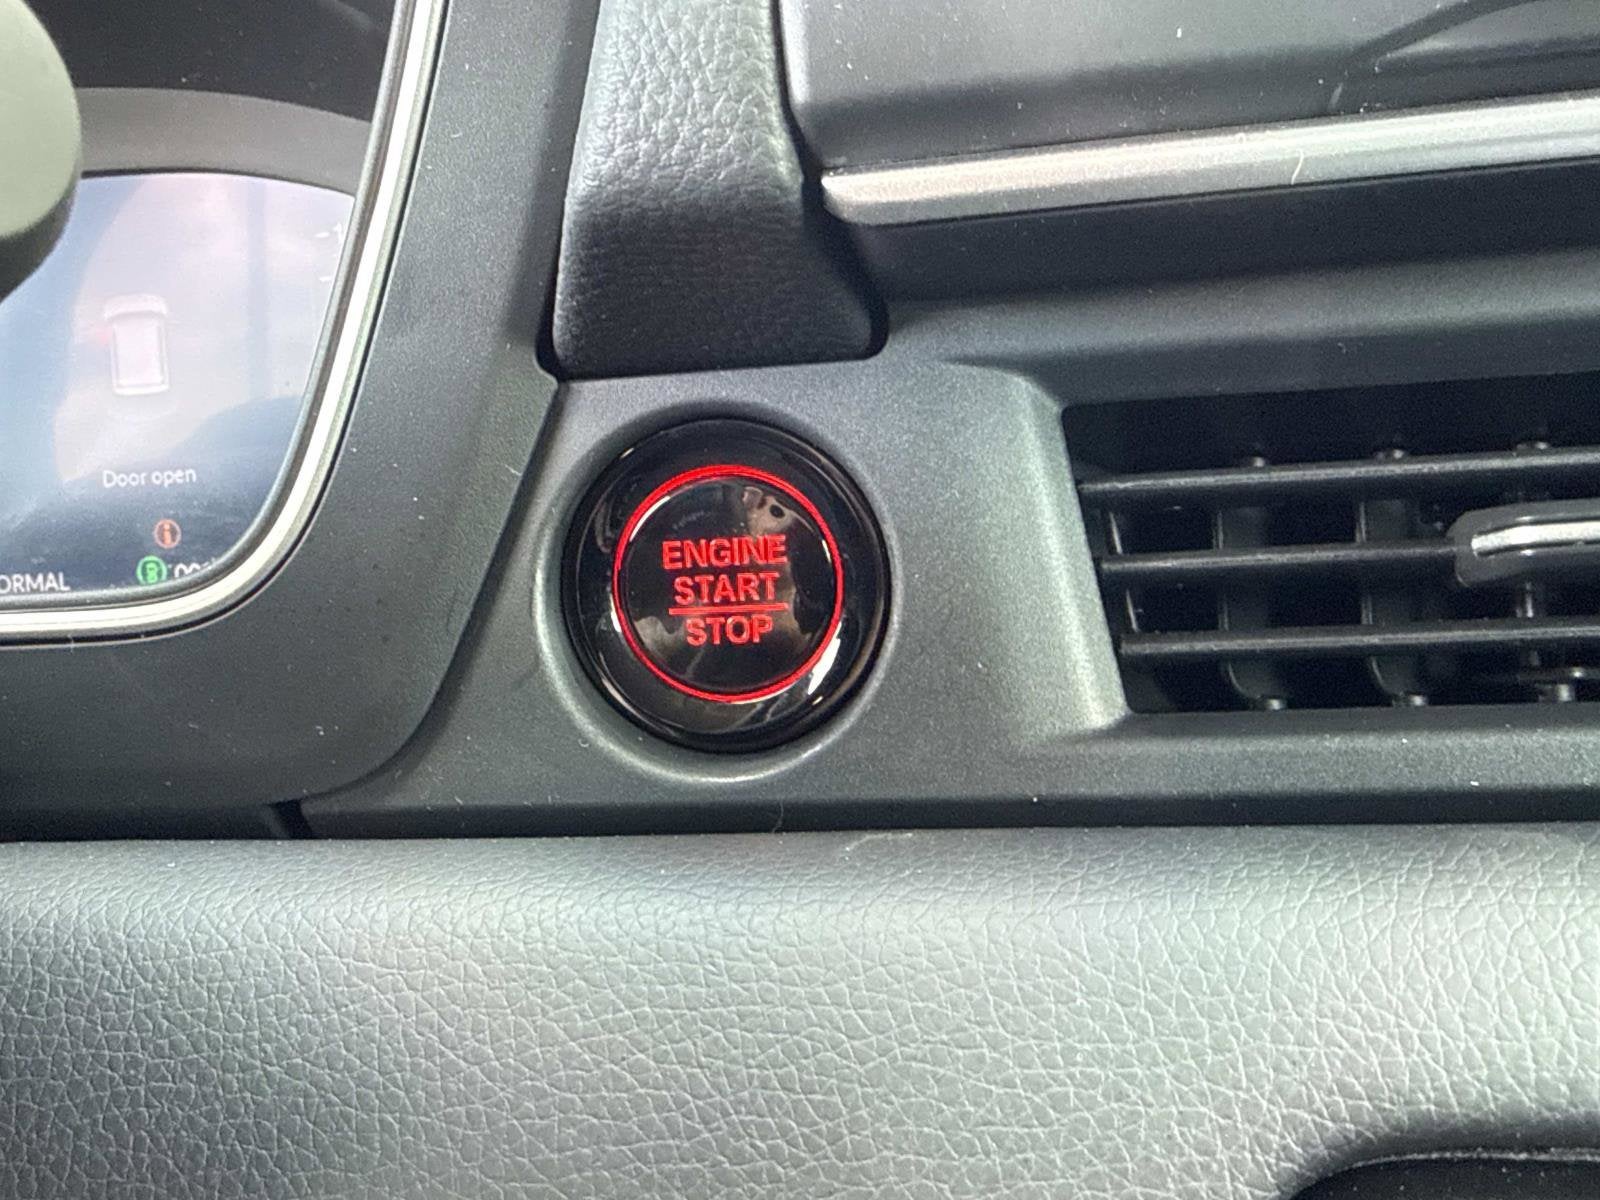 Door open
ORMAL
ENGINE
START
STOP